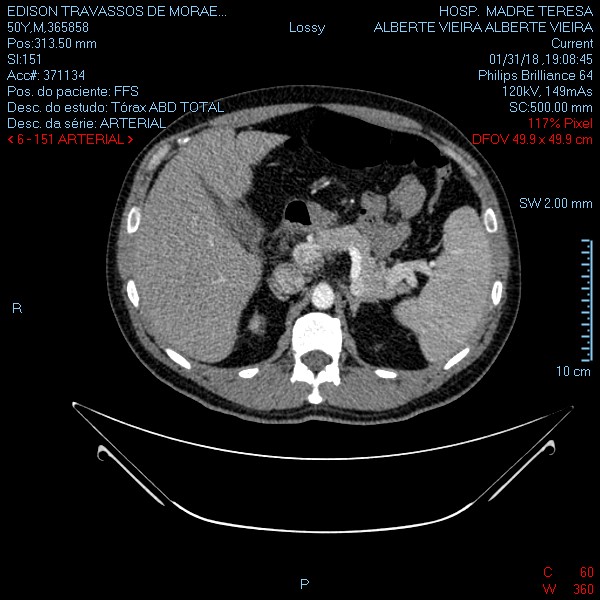 EDISON TRAVASSOS DE MORAE...
50Y,M,365858
Pos:313.50 mm
SI:151
Acc#: 371134
Pos. do paciente: FFS
Desc. do estudo: Tórax ABD TOTAL
Desc. da série: ARTERIAL
< 6 - 151 ARTERIAL >
Lossy
HOSP. MADRE TERESA
ALBERTE VIEIRA ALBERTE VIEIRA
Current
01/31/18 ,19:08:45
Philips Brilliance 64
120kV, 149mAs
SC:500.00 mm
117% Pixel
DFOV 49.9 x 49.9 cm
SW 2.00 mm
R
10 cm
P
C 60
W 360